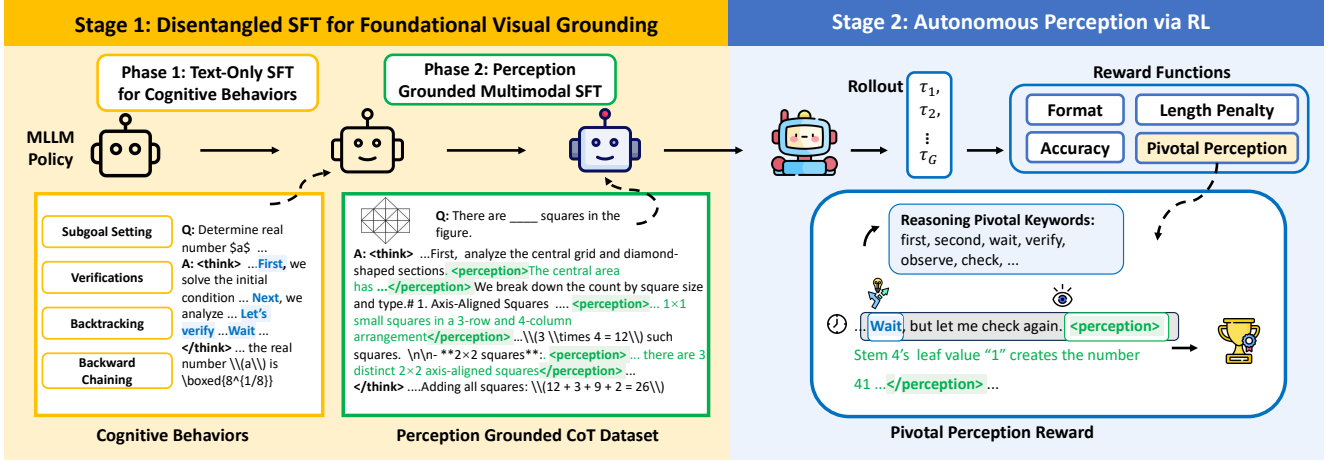 Stage 1: Disentangled SFT for Foundational Visual Grounding
Phase 1: Text-Only SFT
for Cognitive Behaviors
Phase 2: Perception
Grounded Multimodal SFT
MLLM
Policy
Subgoal Setting
Verifications
Backtracking
Backward
Chaining
Q: Determine real
number $a$ ...
A: <think> ...First, we
solve the initial
condition ... Next, we
analyze ... Let's
verify ...Wait ...
</think> ... the real
number \\(a\\) is
\boxed{8^{1/8}}
Cognitive Behaviors
Q: There are ____ squares in the
figure.
A: <think> ...First, analyze the central grid and diamond-
shaped sections. <perception>The central area
has ...</perception> We break down the count by square size
and type.# 1. Axis-Aligned Squares .... <perception>... 1×1
small squares in a 3-row and 4-column
arrangement</perception> ...\\(3 \\times 4 = 12\\) such
squares. \n\n- **2×2 squares**:. <perception> ... there are 3
distinct 2×2 axis-aligned squares</perception> ...
</think> ....Adding all squares: \\(12 + 3 + 9 + 2 = 26\\)
Perception Grounded CoT Dataset
Stage 2: Autonomous Perception via RL
Rollout
τ1,
τ2,
⋮
τG
Reward Functions
Format
Length Penalty
Accuracy
Pivotal Perception
Reasoning Pivotal Keywords:
first, second, wait, verify,
observe, check, ...
...Wait, but let me check again. <perception>
Stem 4's leaf value "1" creates the number
41 ...</perception> ...
Pivotal Perception Reward